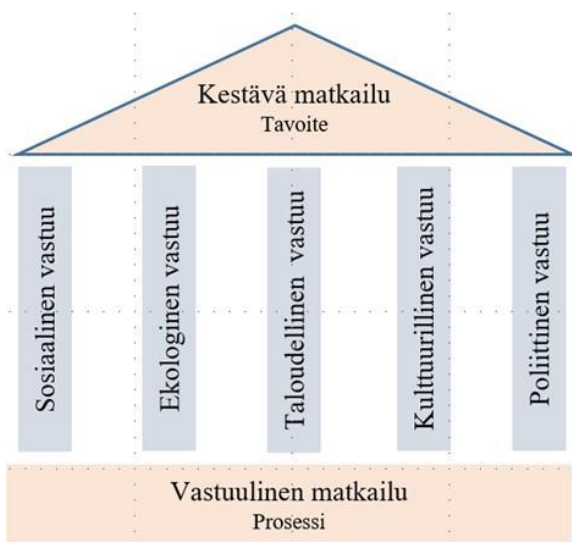 Kestävä matkailu
Tavoite
Sosiaalinen vastuu
Ekologinen vastuu
Taloudellinen vastuu
Kulttuurillinen vastuu
Poliittinen vastuu
Vastuulinen matkailu
Prosessi